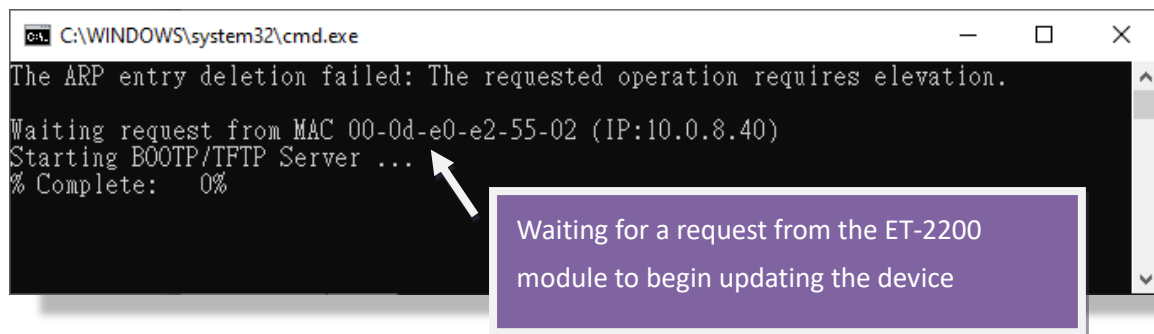 C:\WINDOWS\system32\cmd.exe
The ARP entry deletion failed: The requested operation requires elevation.
Waiting request from MAC 00-0d-e0-e2-55-02 (IP:10.0.8.40)
Starting BOOTP/TFTP Server ...
% Complete:   0%
Waiting for a request from the ET-2200
module to begin updating the device